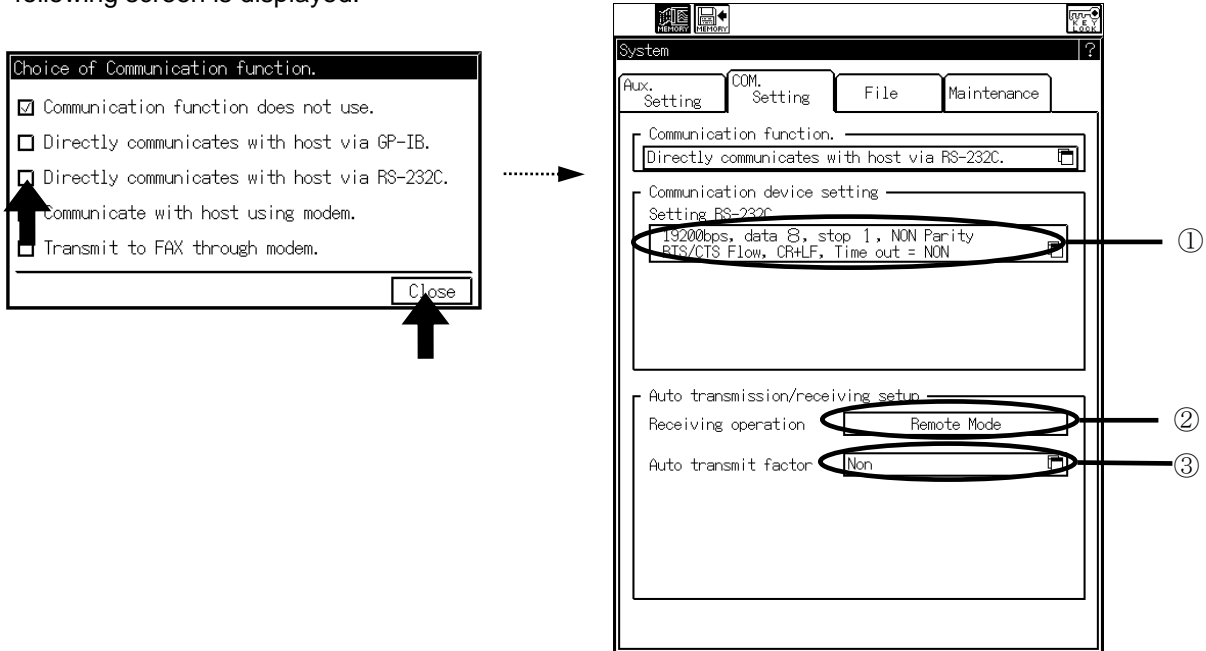 following screen is displayed.
Choice of Communication function.
Communication function does not use.
Directly communicates with host via GP-IB.
Directly communicates with host via RS-232C.
Communicate with host using modem.
Transmit to FAX through modem.
Close
MEMORY MEMORY
KEY
LOCK
System ?
Aux.
Setting
COM.
Setting
File
Maintenance
Communication function.
Directly communicates with host via RS-232C.
Communication device setting
Setting RS-232C
19200bps, data 8, stop 1, NON Parity
RTS/CTS Flow, CR+LF, Time out = NON
①
Auto transmission/receiving setup
Receiving operation Remote Mode ②
Auto transmit factor Non ③